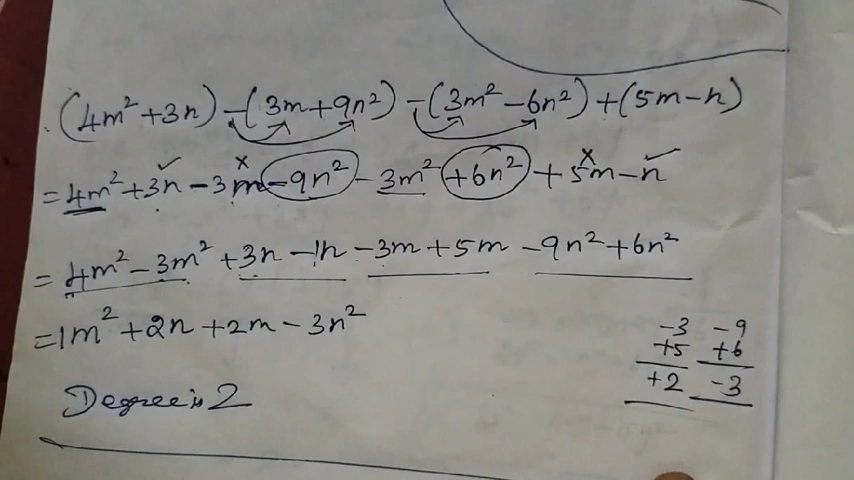 (4m² + 3n) - (3m + 9n²) - (3m² - 6n²) + (5m - n)
= 4m² + 3n - 3m - 9n² - 3m² + 6n² + 5m - n
= 4m² - 3m² + 3n - 1n - 3m + 5m - 9n² + 6n²
= 1m² + 2n + 2m - 3n²
-3 -9
+5 +6
+2 -3
Degree is 2